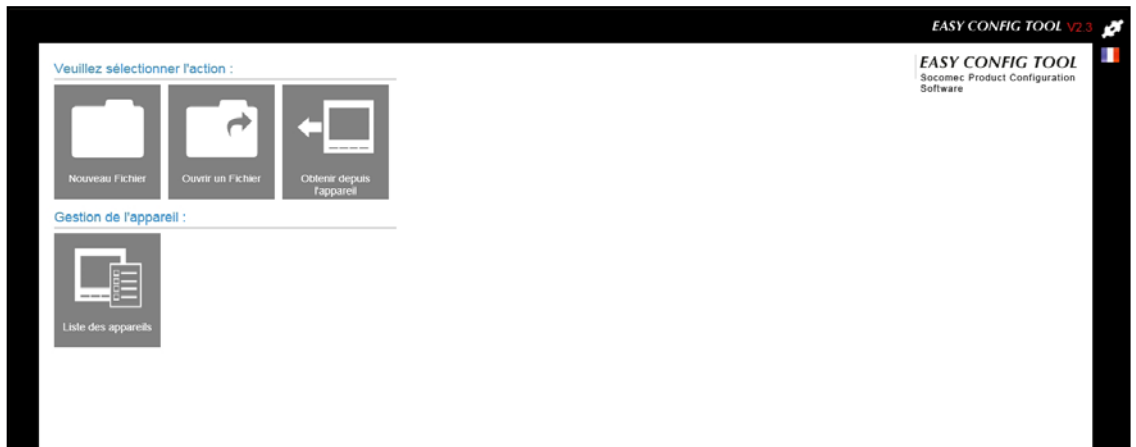 EASY CONFIG TOOL V2.3
EASY CONFIG TOOL
Socomec Product Configuration
Software
Veuillez sélectionner l'action :
Nouveau Fichier
Ouvrir un Fichier
Obtenir depuis
l'appareil
Gestion de l'appareil :
Liste des appareils